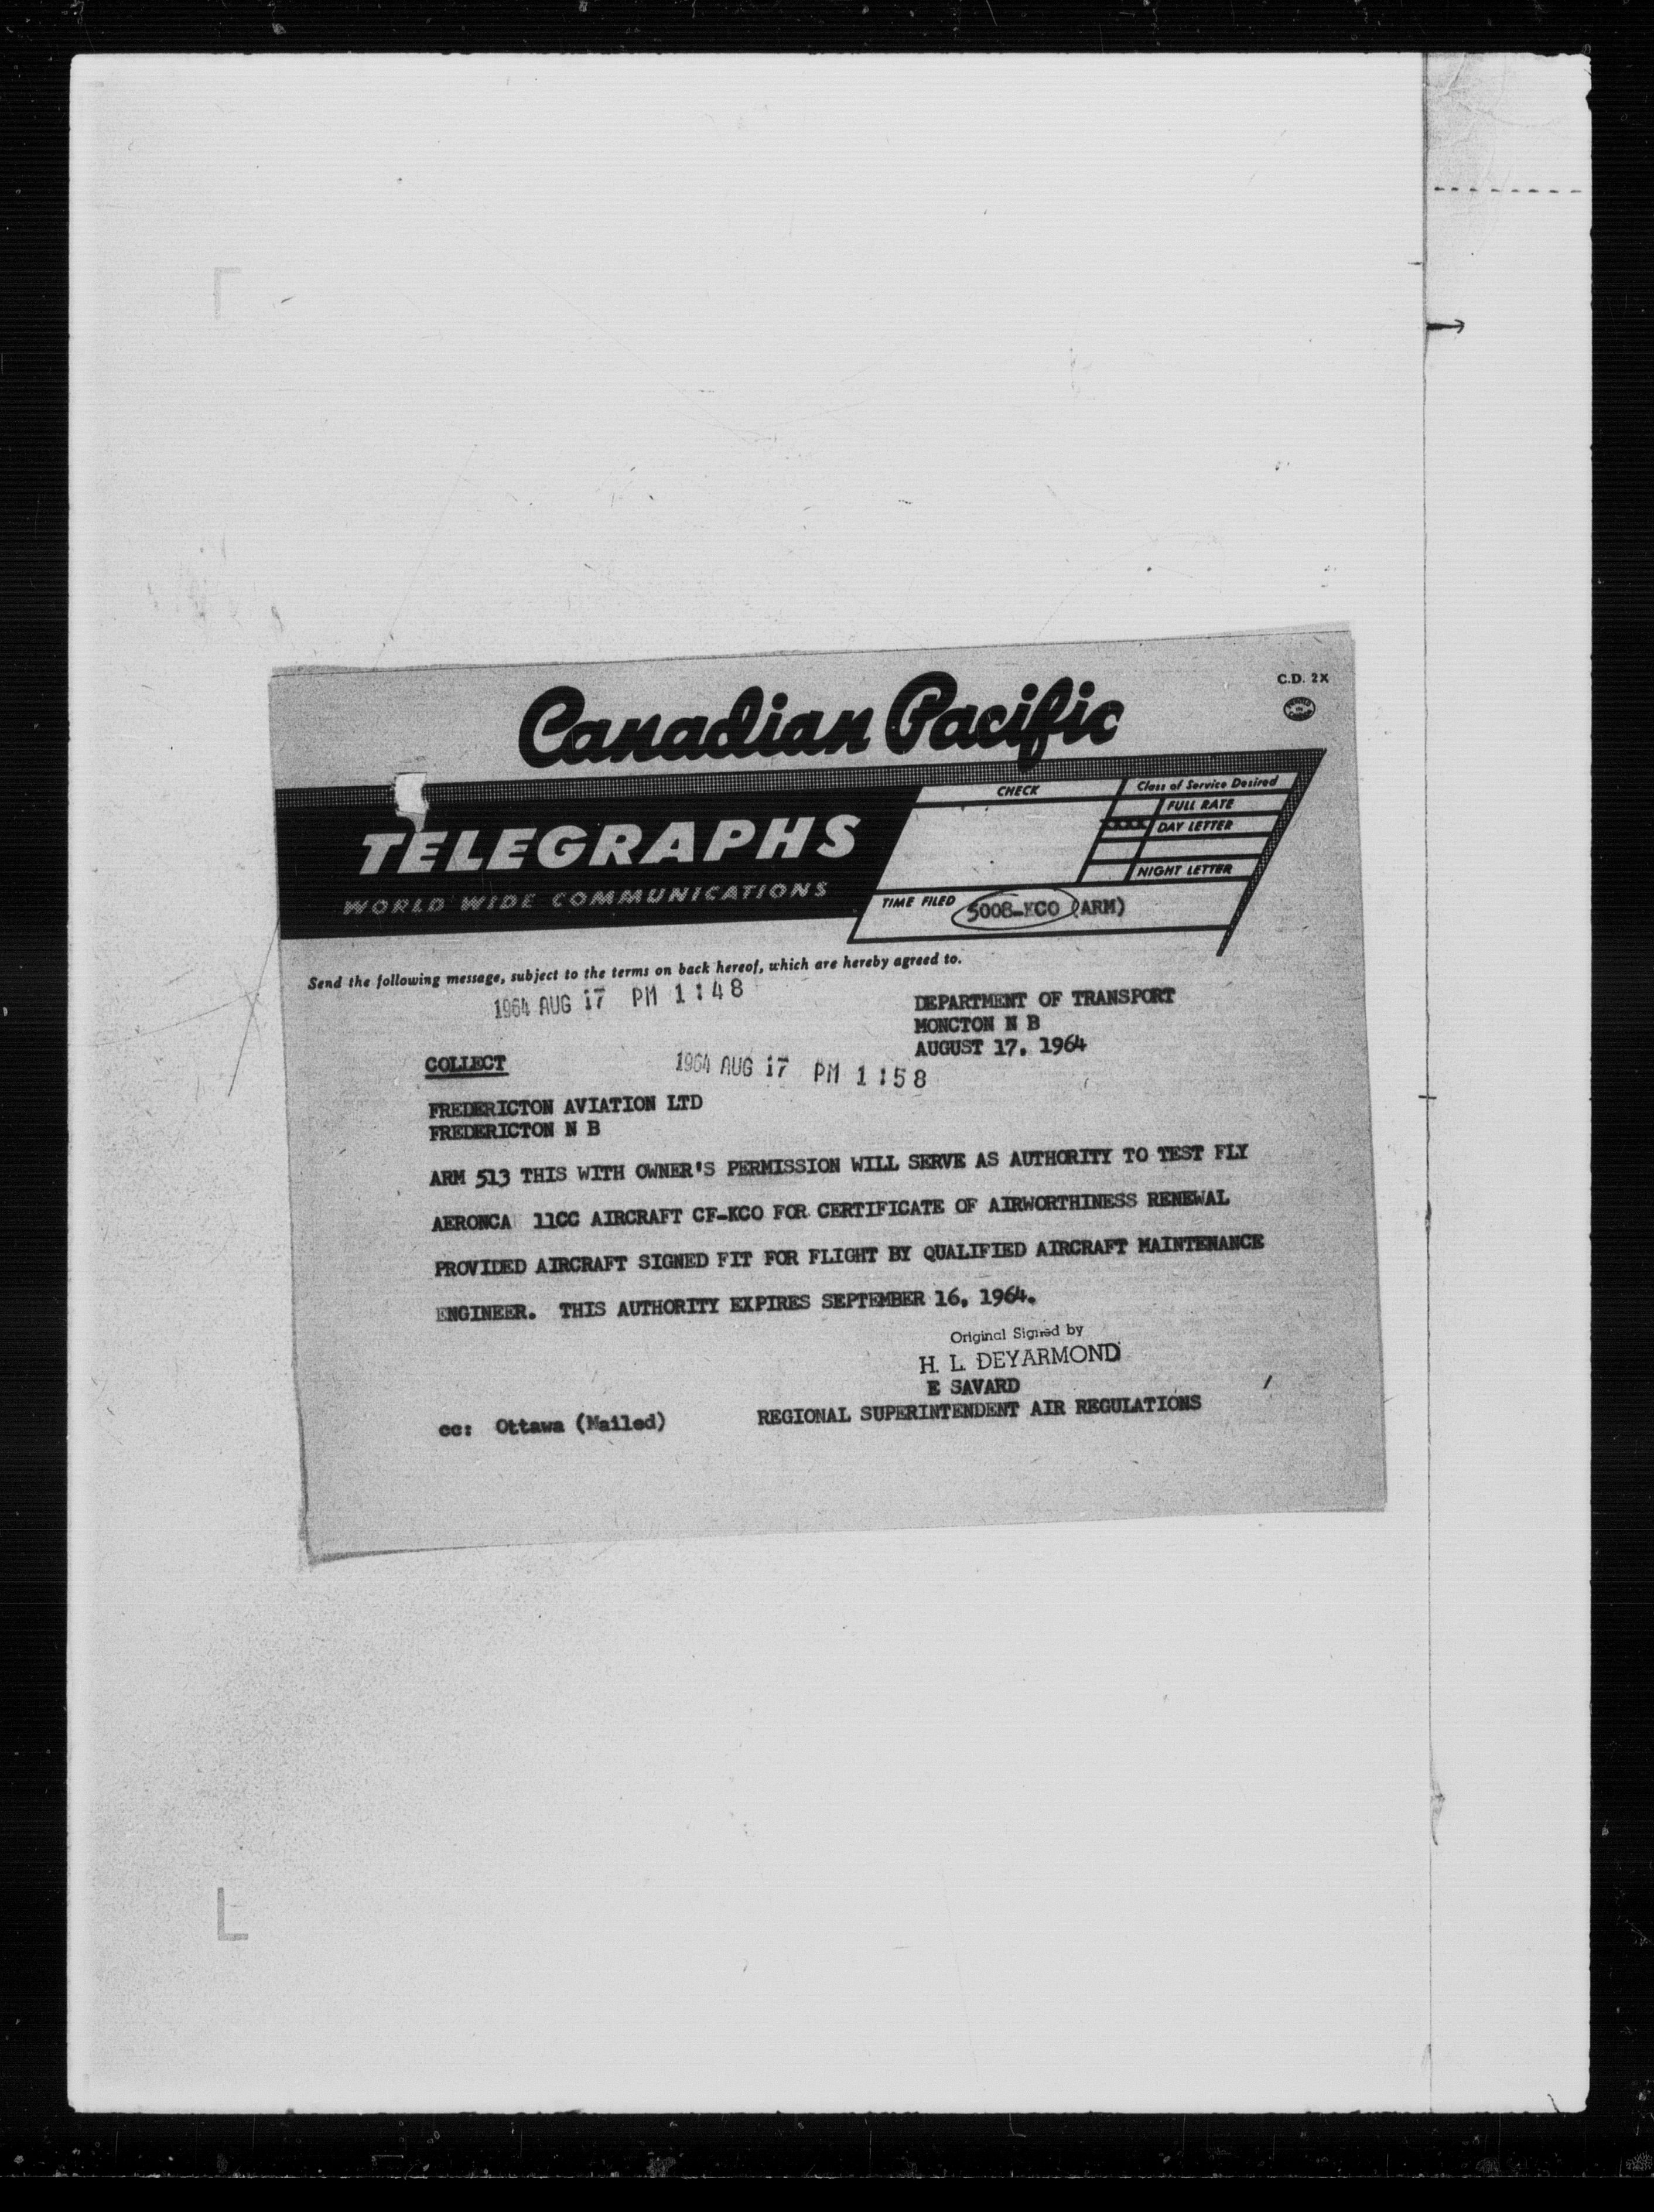 Canadian Pacific
C.D. 2X
TELEGRAPHS
WORLD WIDE COMMUNICATIONS
CHECK
Class of Service Desired
FULL RATE
DAY LETTER
NIGHT LETTER
TIME FILED 5008-KCO (ARM)
Send the following message, subject to the terms on back hereof, which are hereby agreed to.
1964 AUG 17 PM 1:48
DEPARTMENT OF TRANSPORT
MONCTON N B
AUGUST 17, 1964
COLLECT
1964 AUG 17 PM 1:58
FREDERICTON AVIATION LTD
FREDERICTON N B
ARM 513 THIS WITH OWNER'S PERMISSION WILL SERVE AS AUTHORITY TO TEST FLY
AERONCA 11CC AIRCRAFT CF-KCO FOR CERTIFICATE OF AIRWORTHINESS RENEWAL
PROVIDED AIRCRAFT SIGNED FIT FOR FLIGHT BY QUALIFIED AIRCRAFT MAINTENANCE
ENGINEER. THIS AUTHORITY EXPIRES SEPTEMBER 16, 1964.
Original Signed by
H. L. DEYARMOND
E SAVARD
REGIONAL SUPERINTENDENT AIR REGULATIONS
cc: Ottawa (Mailed)